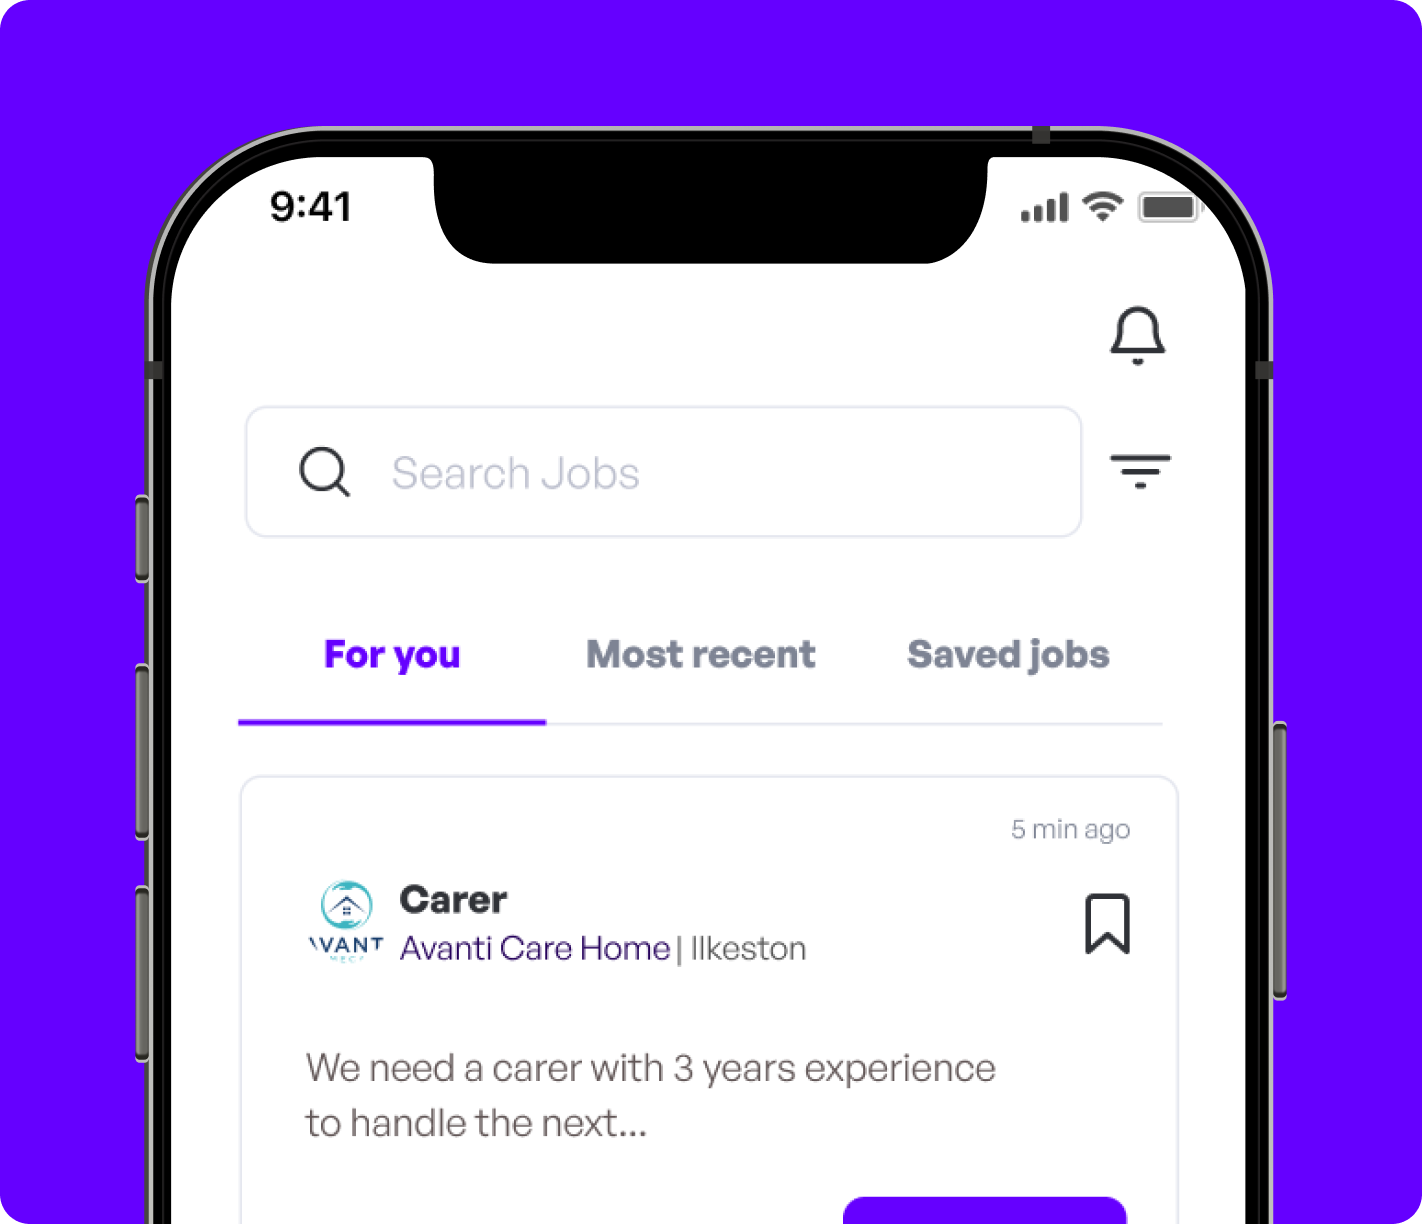 9:41
Search Jobs
For you Most recent Saved jobs
5 min ago
Carer
AVANT
Avanti Care Home | Ilkeston
We need a carer with 3 years experience
to handle the next...